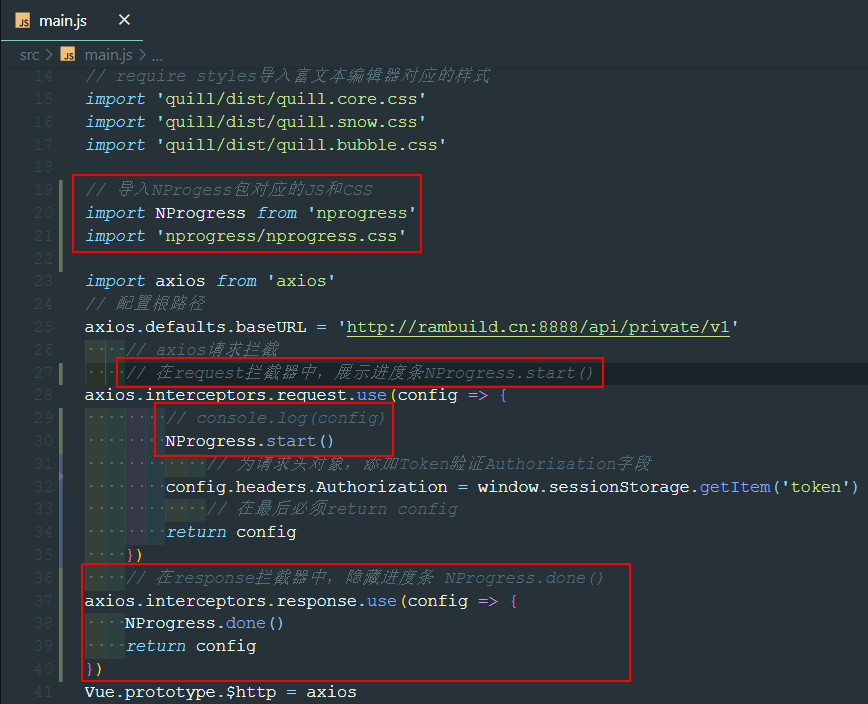 JS main.js ×
src > JS main.js > ...
14 // require styles导入富文本编辑器对应的样式
15 import 'quill/dist/quill.core.css'
16 import 'quill/dist/quill.snow.css'
17 import 'quill/dist/quill.bubble.css'
18
19 // 导入NProgess包对应的JS和CSS
20 import NProgress from 'nprogress'
21 import 'nprogress/nprogress.css'
22
23 import axios from 'axios'
24 // 配置根路径
25 axios.defaults.baseURL = 'http://rambuild.cn:8888/api/private/v1'
26 // axios请求拦截
27 // 在request拦截器中，展示进度条NProgress.start()
28 axios.interceptors.request.use(config => {
29 // console.log(config)
30 NProgress.start()
31 // 为请求头对象，添加Token验证Authorization字段
32 config.headers.Authorization = window.sessionStorage.getItem('token')
33 // 在最后必须return config
34 return config
35 })
36 // 在response拦截器中，隐藏进度条 NProgress.done()
37 axios.interceptors.response.use(config => {
38 NProgress.done()
39 return config
40 })
41 Vue.prototype.$http = axios